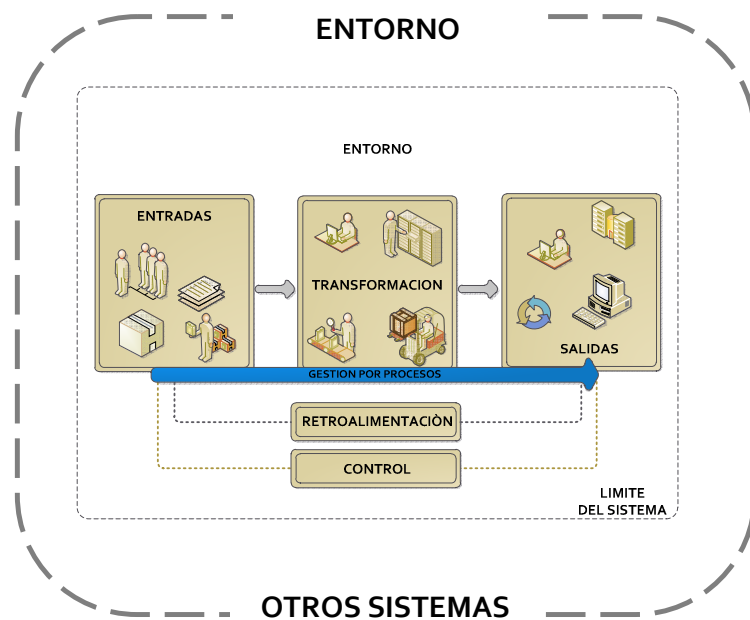 ENTORNO
ENTORNO
ENTRADAS
TRANSFORMACION
SALIDAS
GESTION POR PROCESOS
RETROALIMENTACIÒN
CONTROL
LIMITE
DEL SISTEMA
OTROS SISTEMAS